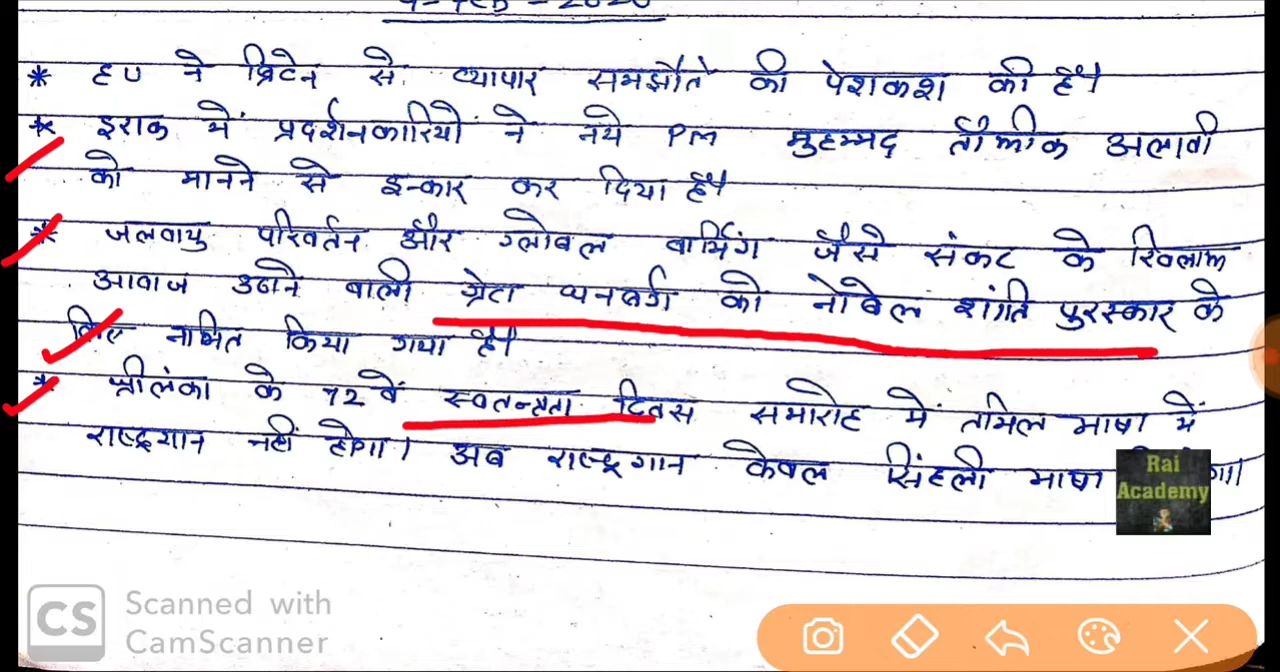 * EU ने ब्रिटेन से व्यापार समझौते की पेशकश की है।
* इराक में प्रदर्शनकारियों ने नये PM मुहम्मद तौफीक अलावी
को मानने से इन्कार कर दिया है।
* जलवायु परिवर्तन और ग्लोबल वार्मिंग जैसे संकट के खिलाफ
आवाज उठाने वाली ग्रेटा थनबर्ग को नोबेल शांति पुरस्कार के
लिए नामित किया गया है।
* श्रीलंका के 72 वें स्वतन्त्रता दिवस समारोह में तमिल भाषा में
राष्ट्रगान नहीं होगा। अब राष्ट्रगान केवल सिंहली भाषा
Rai
Academy
CS
Scanned with
CamScanner